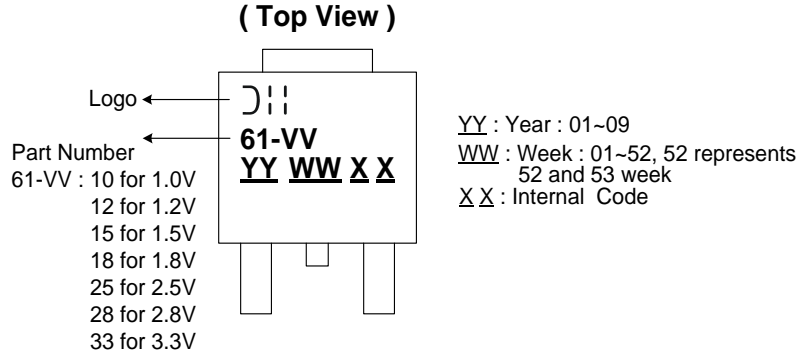 ( Top View )
Logo
61-VV
YY WW X X
Part Number
61-VV : 10 for 1.0V
12 for 1.2V
15 for 1.5V
18 for 1.8V
25 for 2.5V
28 for 2.8V
33 for 3.3V
YY : Year : 01~09
WW : Week : 01~52, 52 represents
52 and 53 week
X X : Internal Code